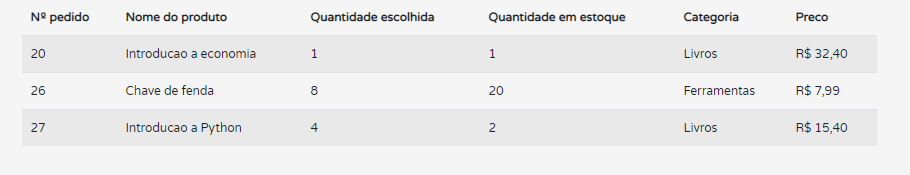 Nº pedido Nome do produto Quantidade escolhida Quantidade em estoque Categoria Preco
20 Introducao a economia 1 1 Livros R$ 32,40
26 Chave de fenda 8 20 Ferramentas R$ 7,99
27 Introducao a Python 4 2 Livros R$ 15,40